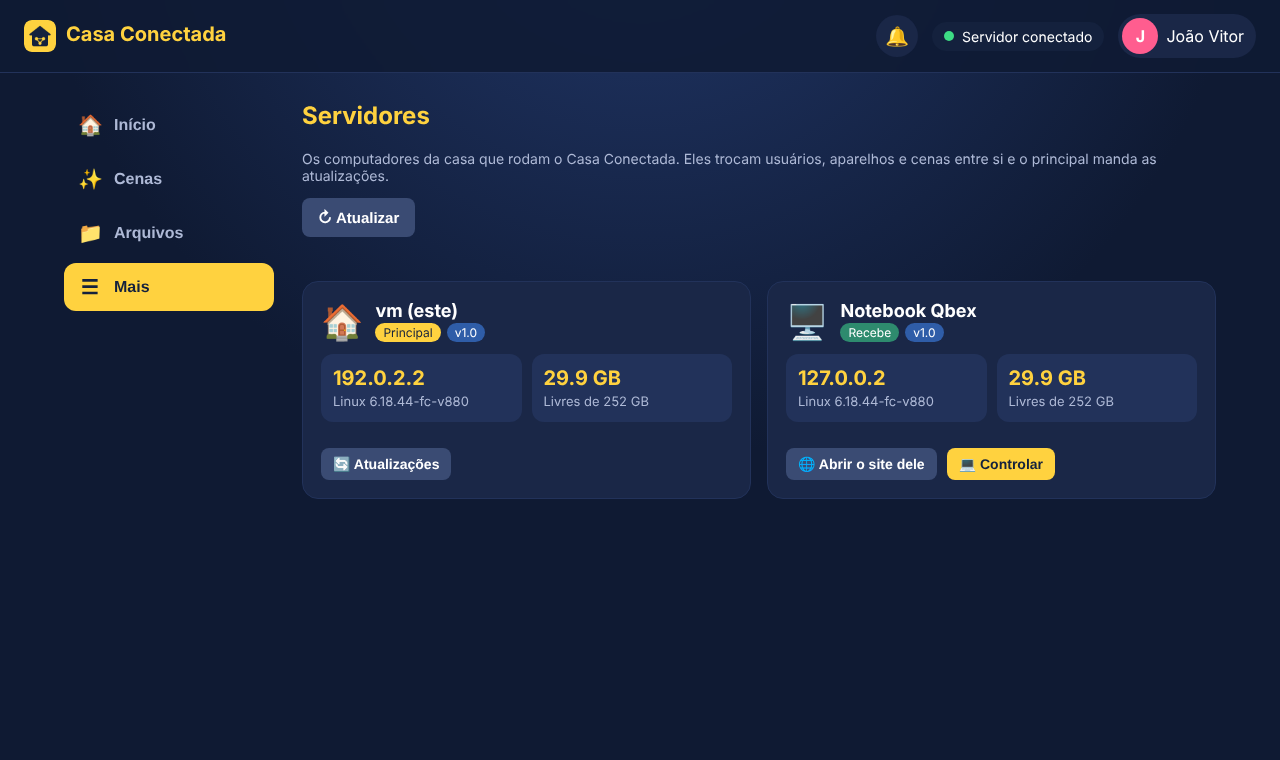 Casa Conectada
Servidor conectado
J
João Vitor
Início
Cenas
Arquivos
Mais
Servidores
Os computadores da casa que rodam o Casa Conectada. Eles trocam usuários, aparelhos e cenas entre si e o principal manda as
atualizações.
↻ Atualizar
vm (este)
Principal v1.0
192.0.2.2
Linux 6.18.44-fc-v880
29.9 GB
Livres de 252 GB
Atualizações
Notebook Qbex
Recebe v1.0
127.0.0.2
Linux 6.18.44-fc-v880
29.9 GB
Livres de 252 GB
Abrir o site dele
Controlar